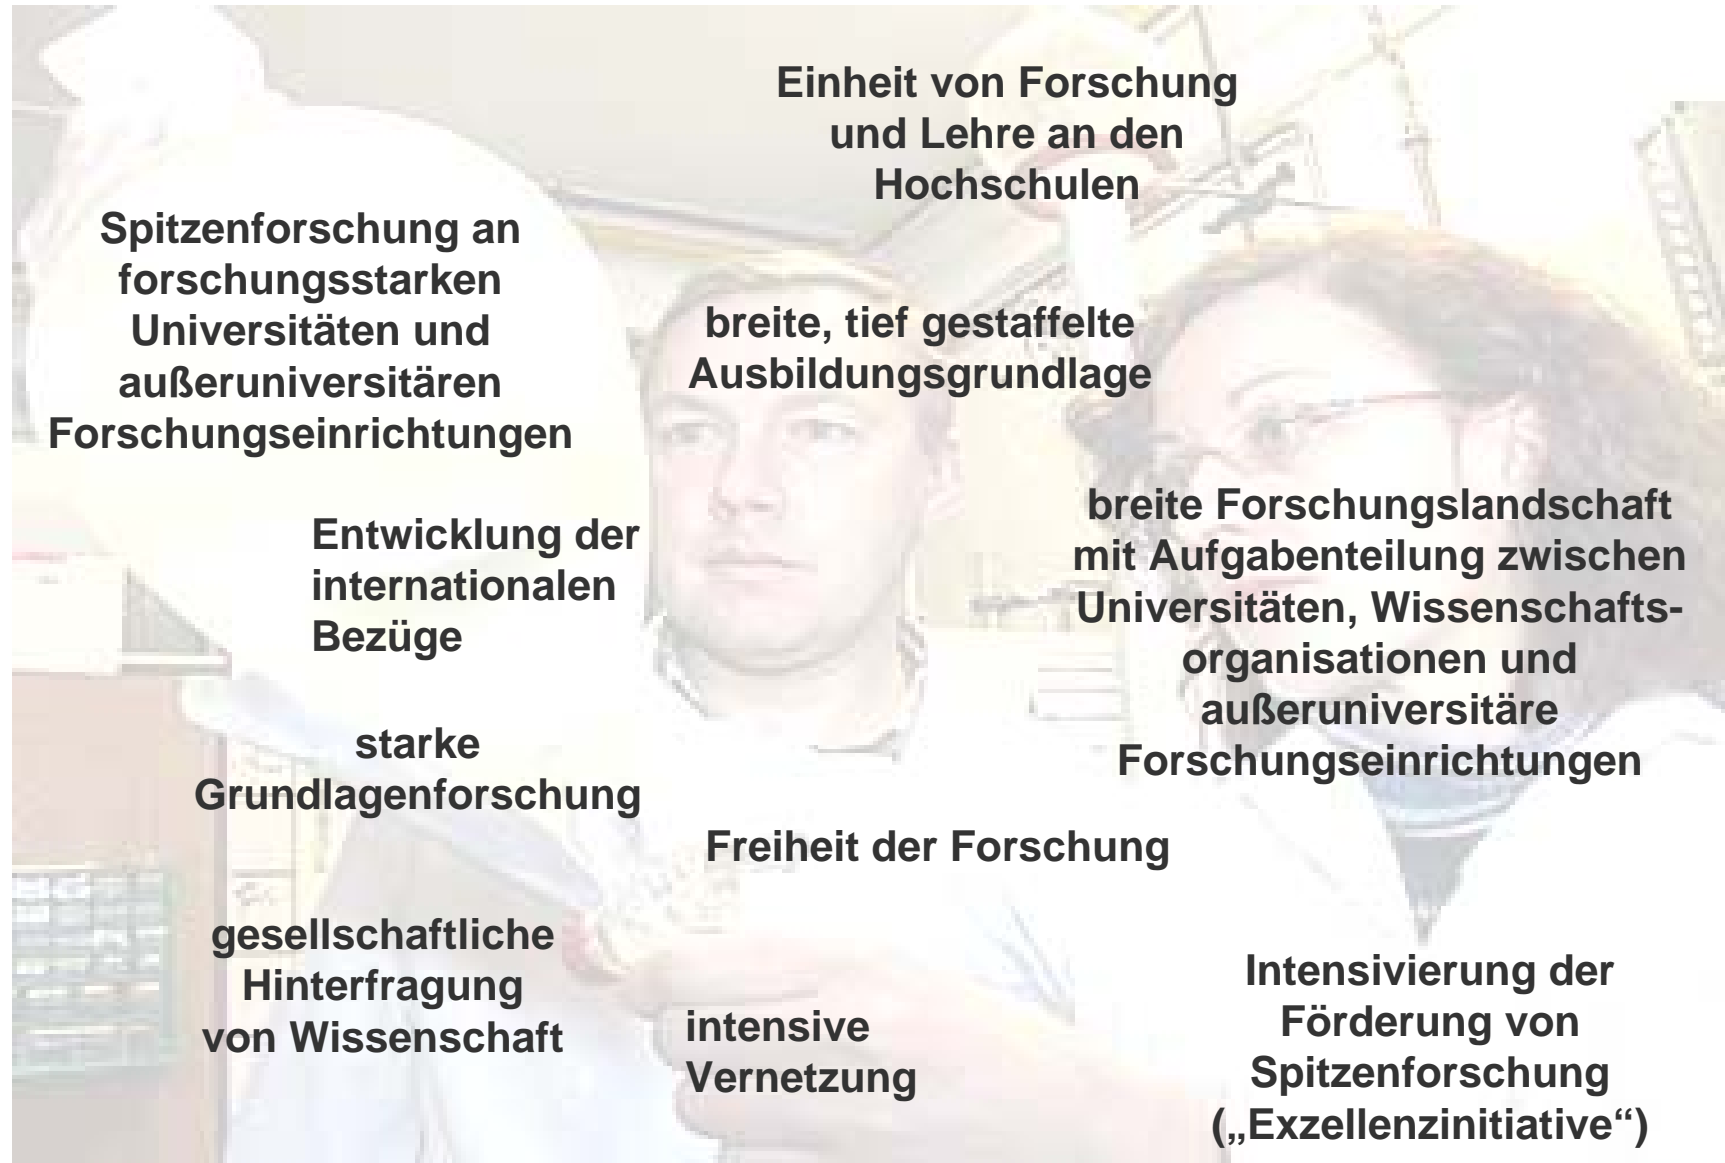 Einheit von Forschung
und Lehre an den
Hochschulen
Spitzenforschung an
forschungsstarken
Universitäten und
außeruniversitären
Forschungseinrichtungen
breite, tief gestaffelte
Ausbildungsgrundlage
breite Forschungslandschaft
mit Aufgabenteilung zwischen
Universitäten, Wissenschafts-
organisationen und
außeruniversitäre
Forschungseinrichtungen
Entwicklung der
internationalen
Bezüge
starke
Grundlagenforschung
Freiheit der Forschung
gesellschaftliche
Hinterfragung
von Wissenschaft
intensive
Vernetzung
Intensivierung der
Förderung von
Spitzenforschung
(„Exzellenzinitiative“)